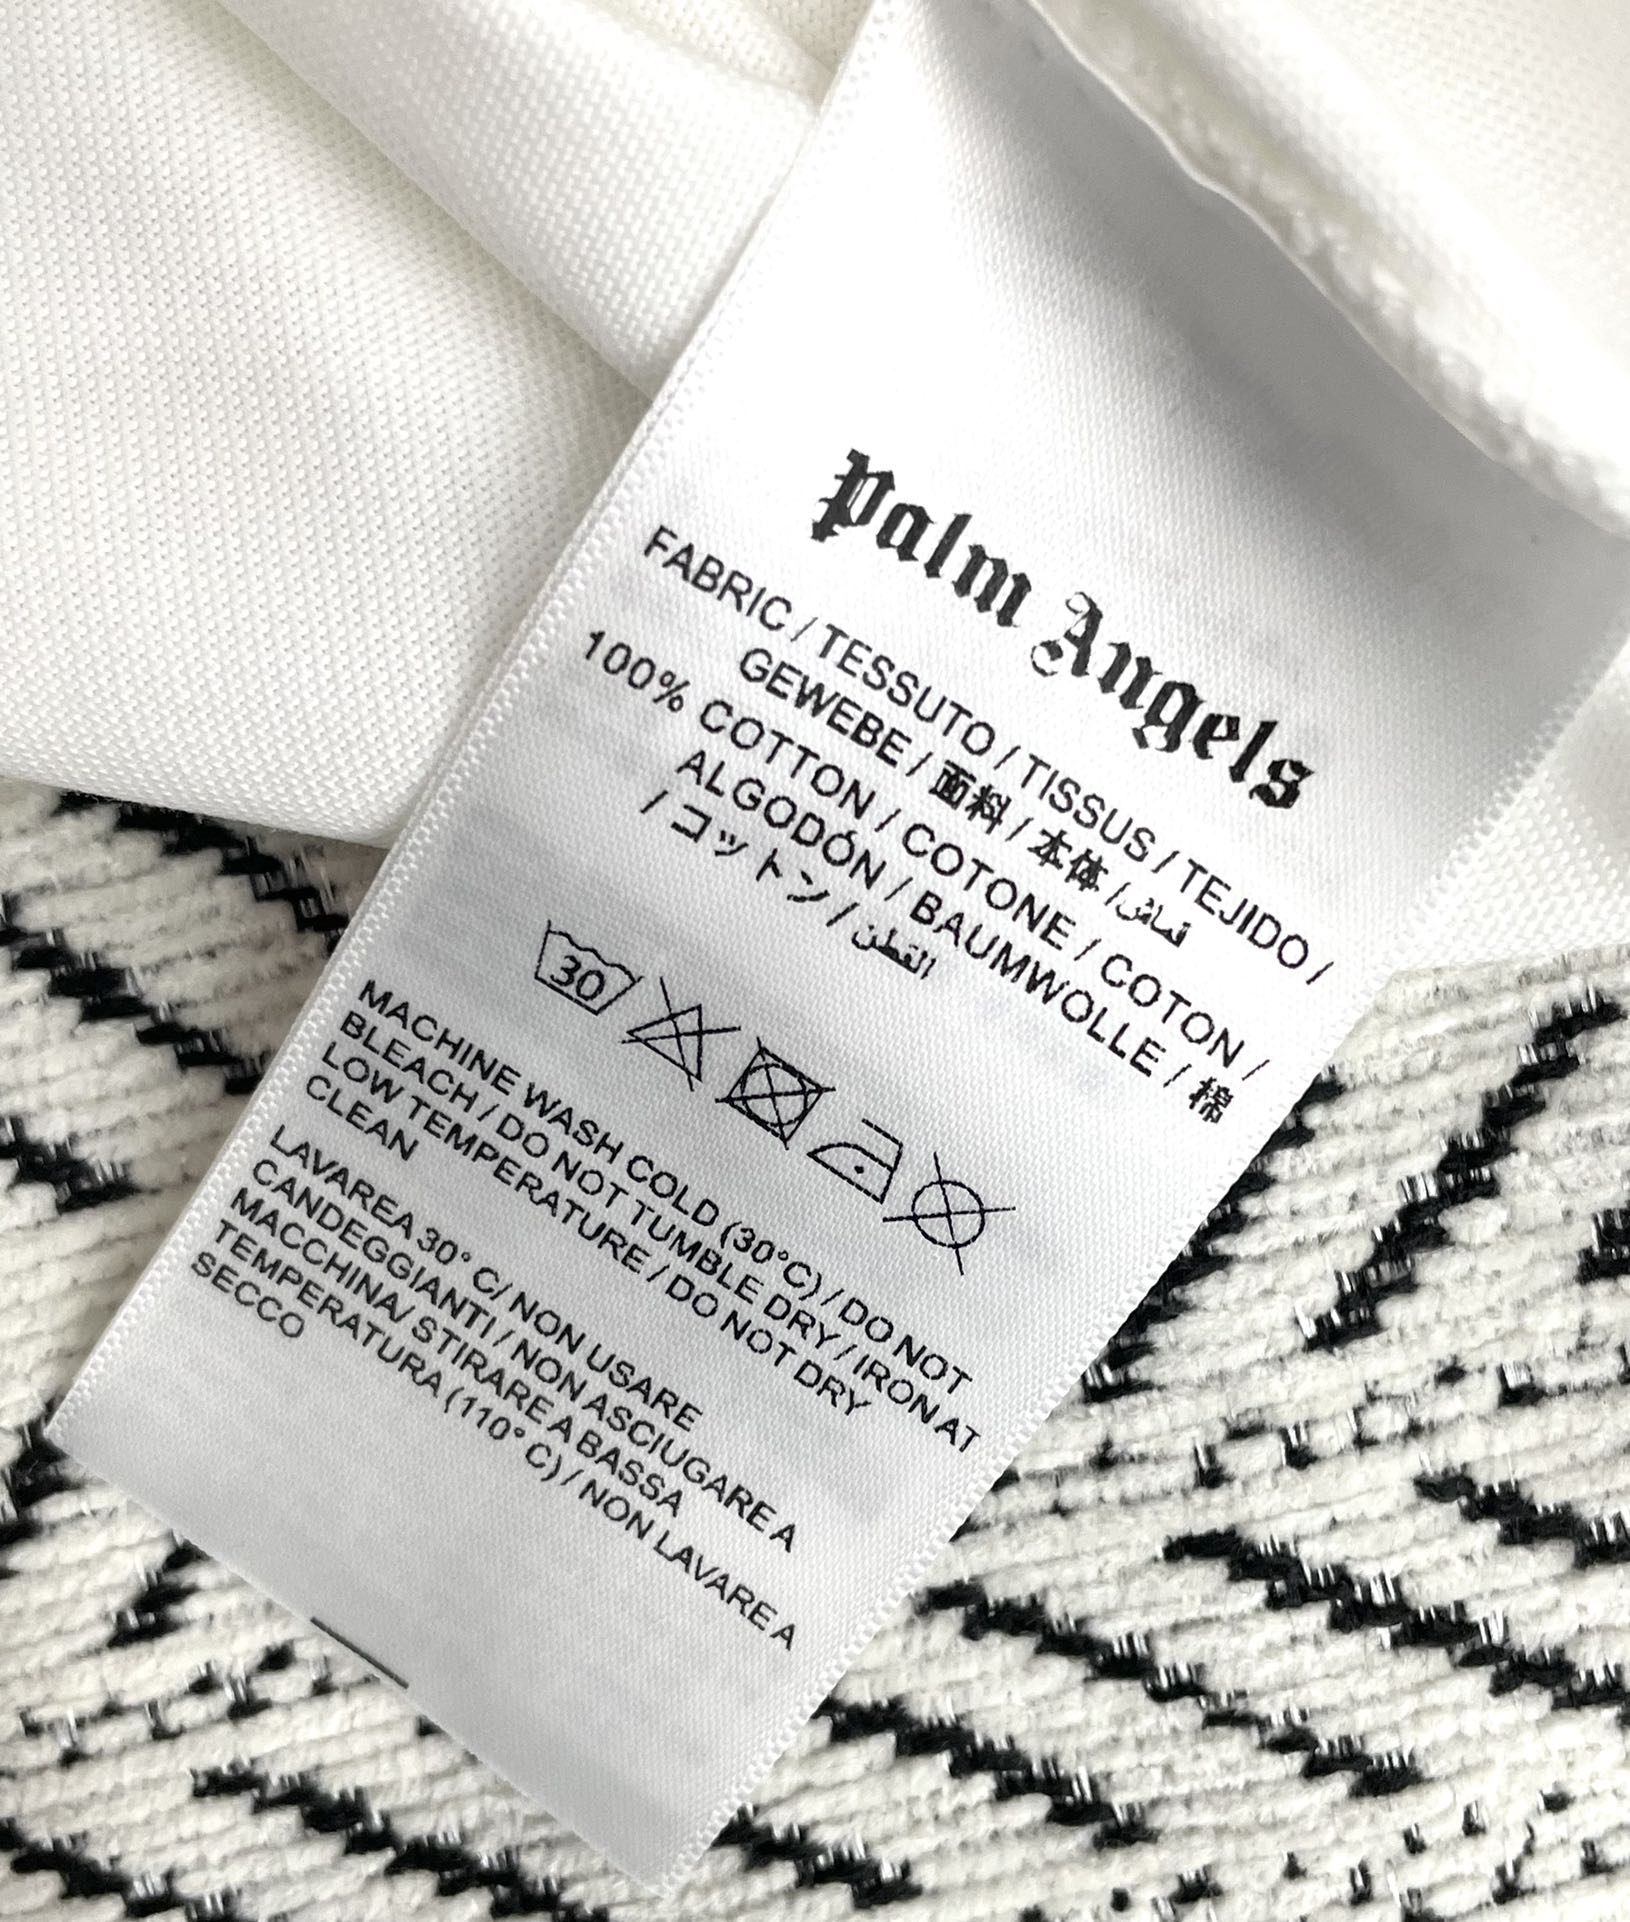 Palm Angels
FABRIC / TESSUTO / TISSUS / TEJIDO /
GEWEBE / 面料 / 本体 / قماش
100% COTTON / COTONE / COTON /
ALGODÓN / BAUMWOLLE / 棉
/ コットン / القطن
30
MACHINE WASH COLD (30°C) / DO NOT
BLEACH / DO NOT TUMBLE DRY / IRON AT
LOW TEMPERATURE / DO NOT DRY
CLEAN
LAVAREA 30° C/ NON USARE
CANDEGGIANTI / NON ASCIUGARE A
MACCHINA/ STIRARE A BASSA
TEMPERATURA (110° C) / NON LAVARE A
SECCO